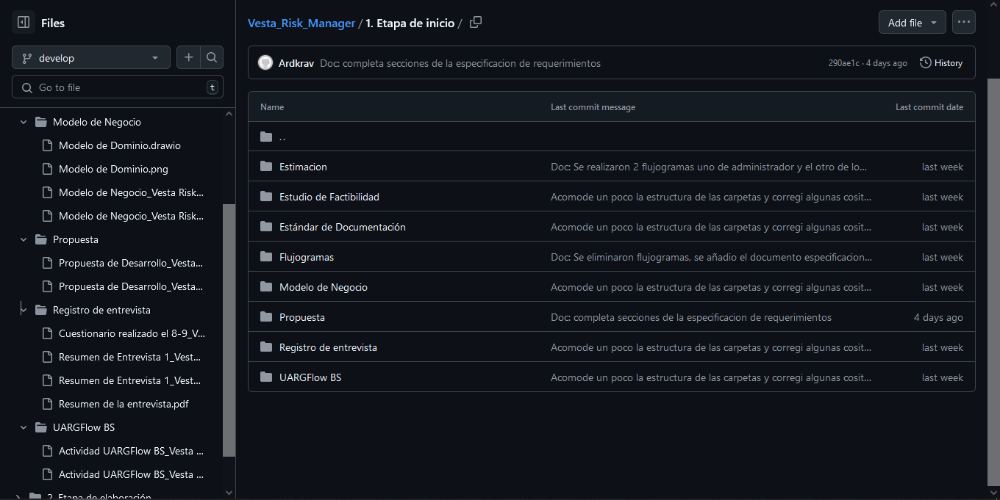 Files
develop
Go to file
t
Modelo de Negocio
Modelo de Dominio.drawio
Modelo de Dominio.png
Modelo de Negocio_Vesta Risk...
Modelo de Negocio_Vesta Risk...
Propuesta
Propuesta de Desarrollo_Vesta...
Propuesta de Desarrollo_Vesta...
Registro de entrevista
Cuestionario realizado el 8-9_V...
Resumen de Entrevista 1_Vest...
Resumen de Entrevista 1_Vest...
Resumen de la entrevista.pdf
UARGFlow BS
Actividad UARGFlow BS_Vesta ...
Actividad UARGFlow BS_Vesta ...
2. Etapa de elaboración
Vesta_Risk_Manager / 1. Etapa de inicio /
Add file
Ardkrav Doc: completa secciones de la especificacion de requerimientos 290ae1c · 4 days ago History
Name Last commit message Last commit date
..
Estimacion Doc: Se realizaron 2 flujogramas uno de administrador y el otro de lo... last week
Estudio de Factibilidad Acomode un poco la estructura de las carpetas y corregi algunas cosit... last week
Estándar de Documentación Acomode un poco la estructura de las carpetas y corregi algunas cosit... last week
Flujogramas Doc: Se eliminaron flujogramas, se añadio el documento especificacion... last week
Modelo de Negocio Acomode un poco la estructura de las carpetas y corregi algunas cosit... last week
Propuesta Doc: completa secciones de la especificacion de requerimientos 4 days ago
Registro de entrevista Acomode un poco la estructura de las carpetas y corregi algunas cosit... last week
UARGFlow BS Acomode un poco la estructura de las carpetas y corregi algunas cosit... last week